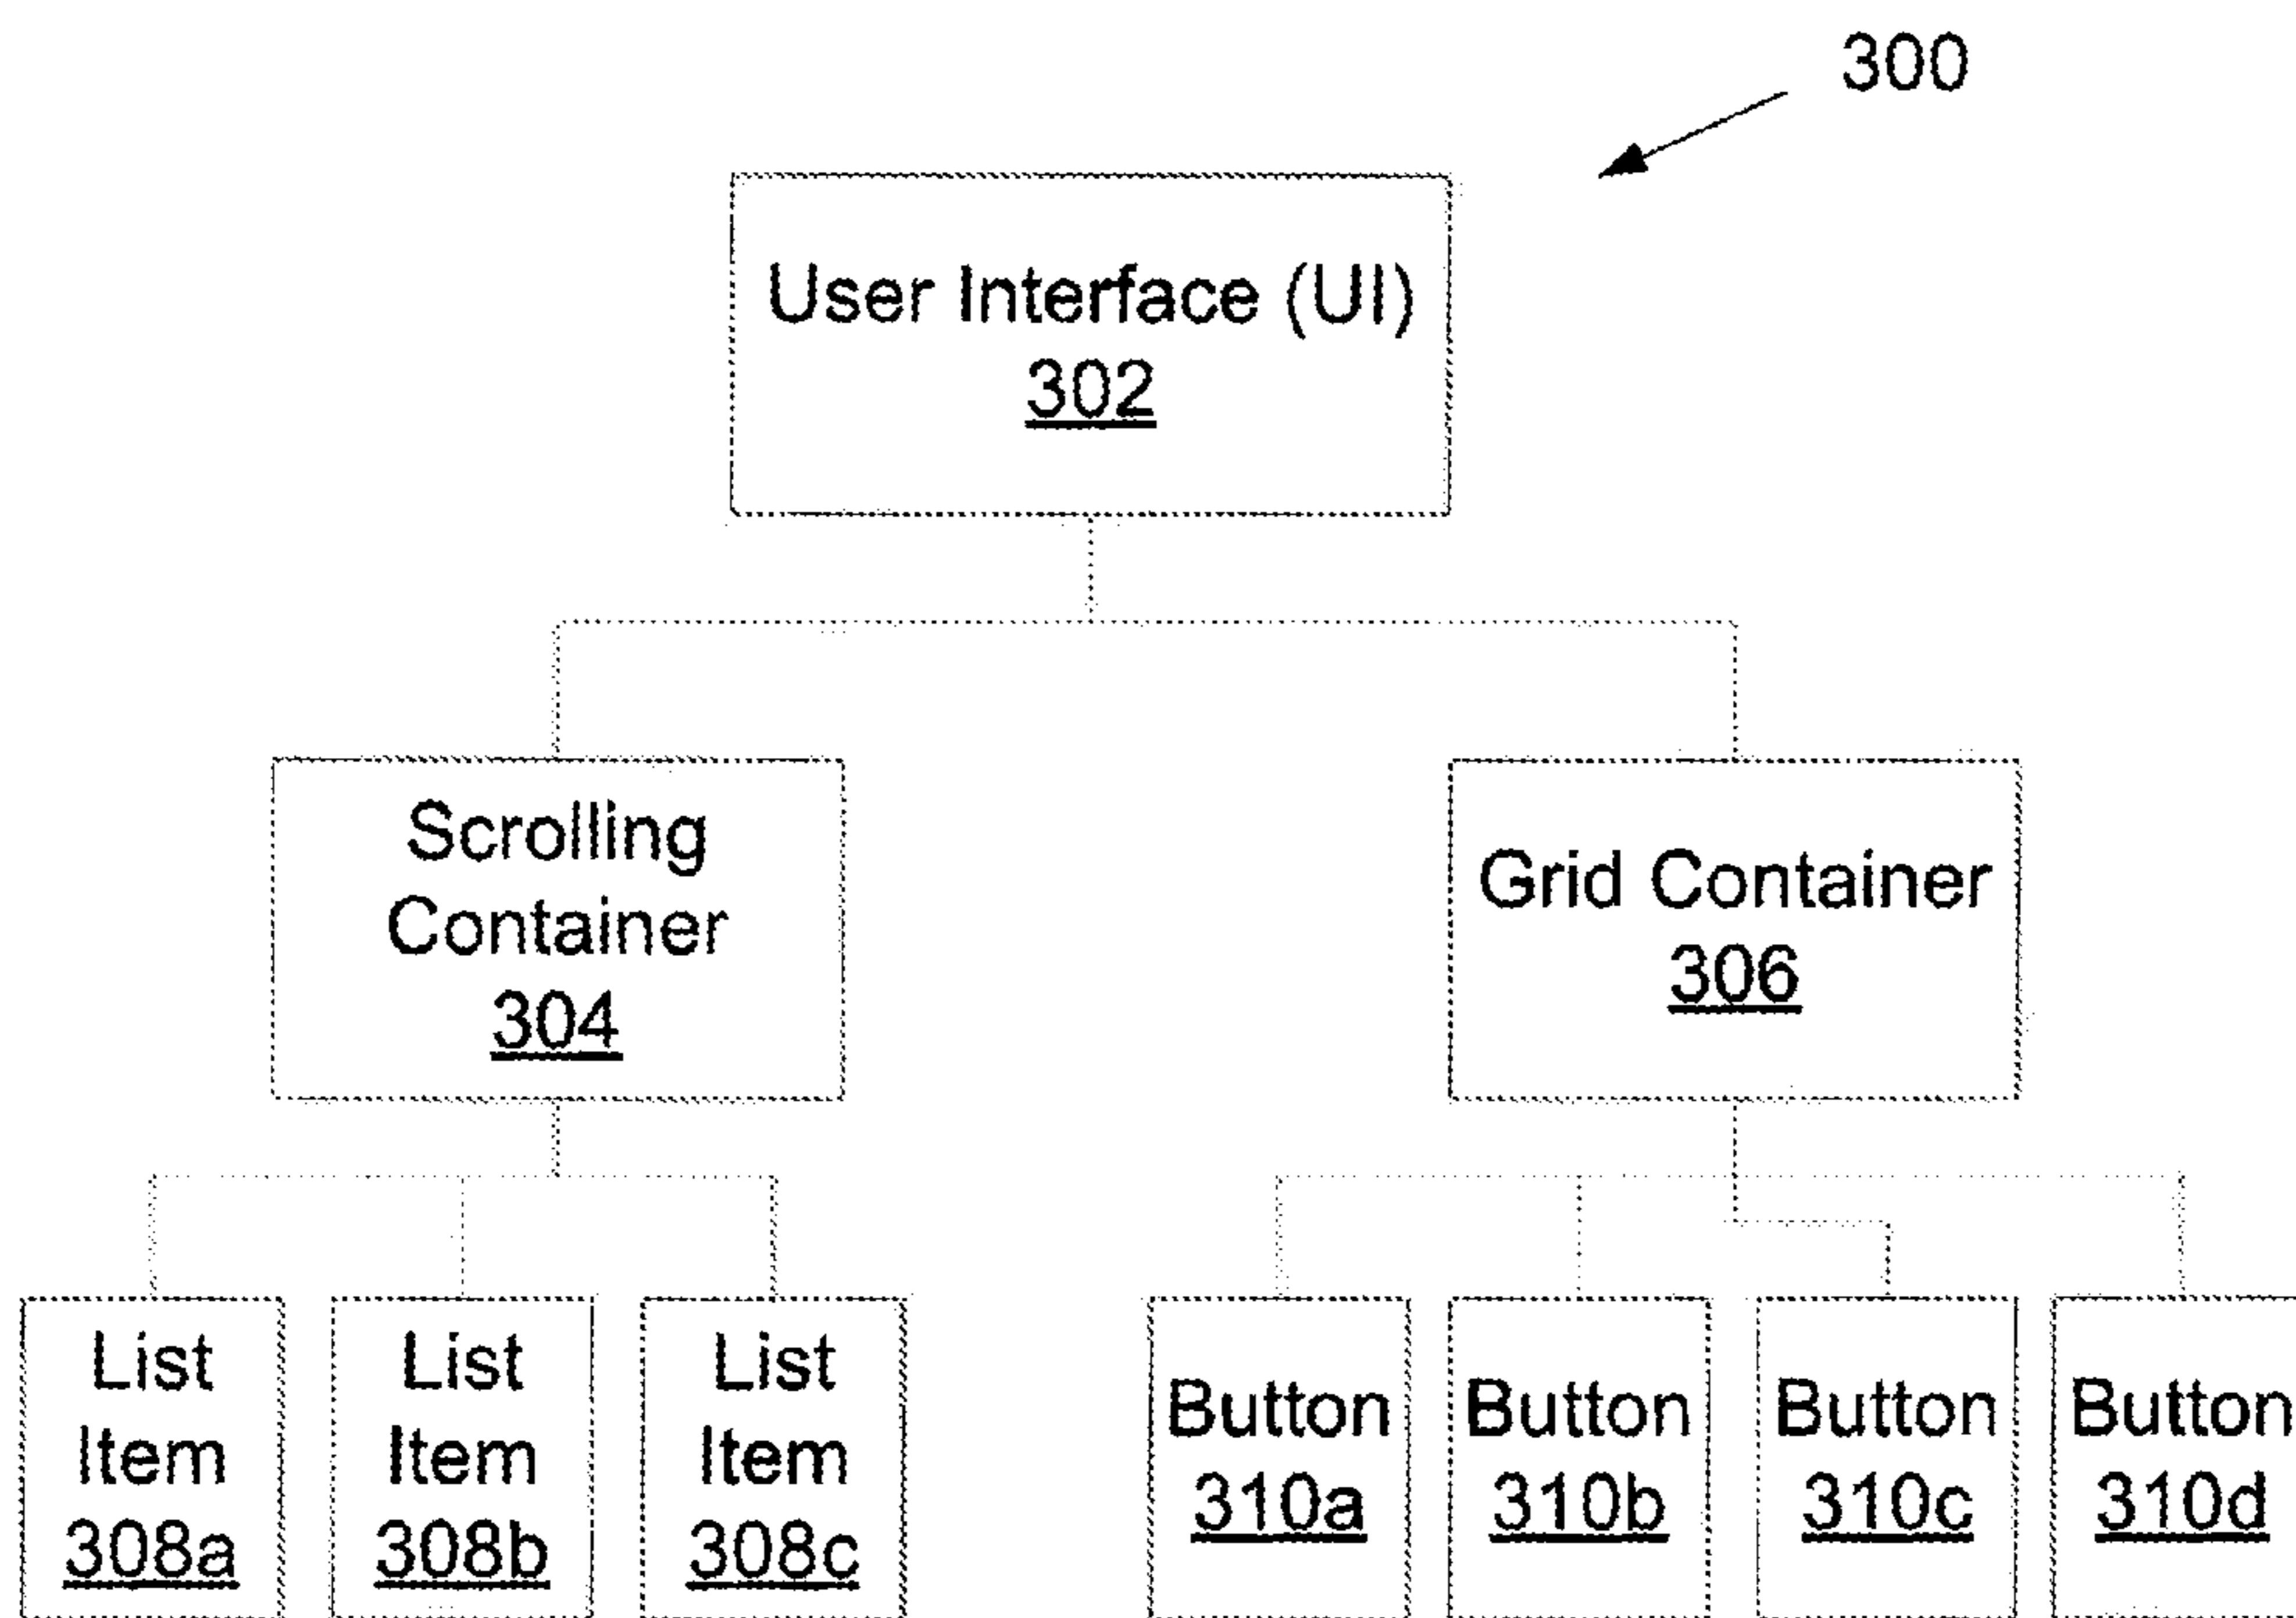 300
User Interface (UI)
302
Scrolling
Container
304
Grid Container
306
List
Item
308a
List
Item
308b
List
Item
308c
Button
310a
Button
310b
Button
310c
Button
310d